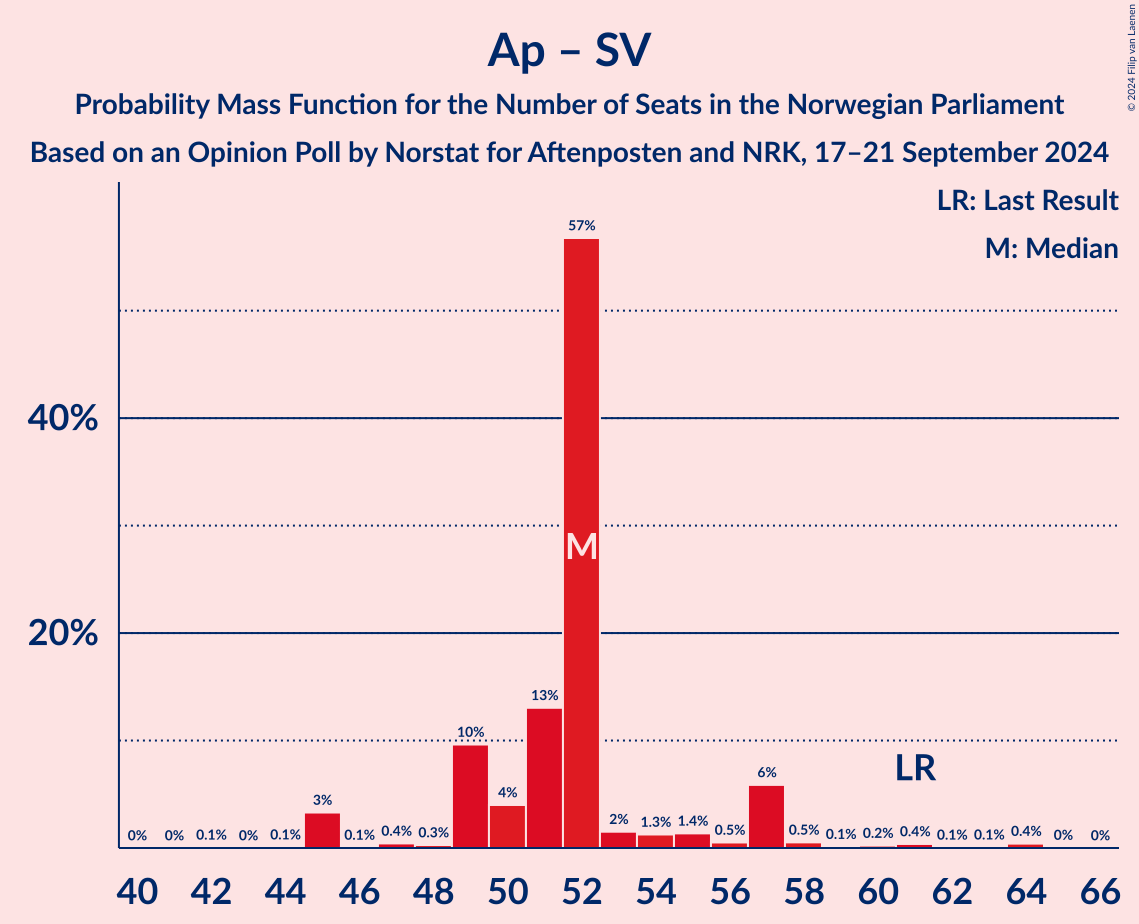 Ap – SV
Probability Mass Function for the Number of Seats in the Norwegian Parliament
Based on an Opinion Poll by Norstat for Aftenposten and NRK, 17–21 September 2024
© 2024 Filip van Laenen
LR: Last Result
M: Median
57%
40%
M
20%
13%
10%
LR
6%
4%
3%
0% 0% 0.1% 0% 0.1% 0.1% 0.4% 0.3% 2% 1.3% 1.4% 0.5% 0.5% 0.1% 0.2% 0.4% 0.1% 0.1% 0.4% 0% 0%
40 42 44 46 48 50 52 54 56 58 60 62 64 66